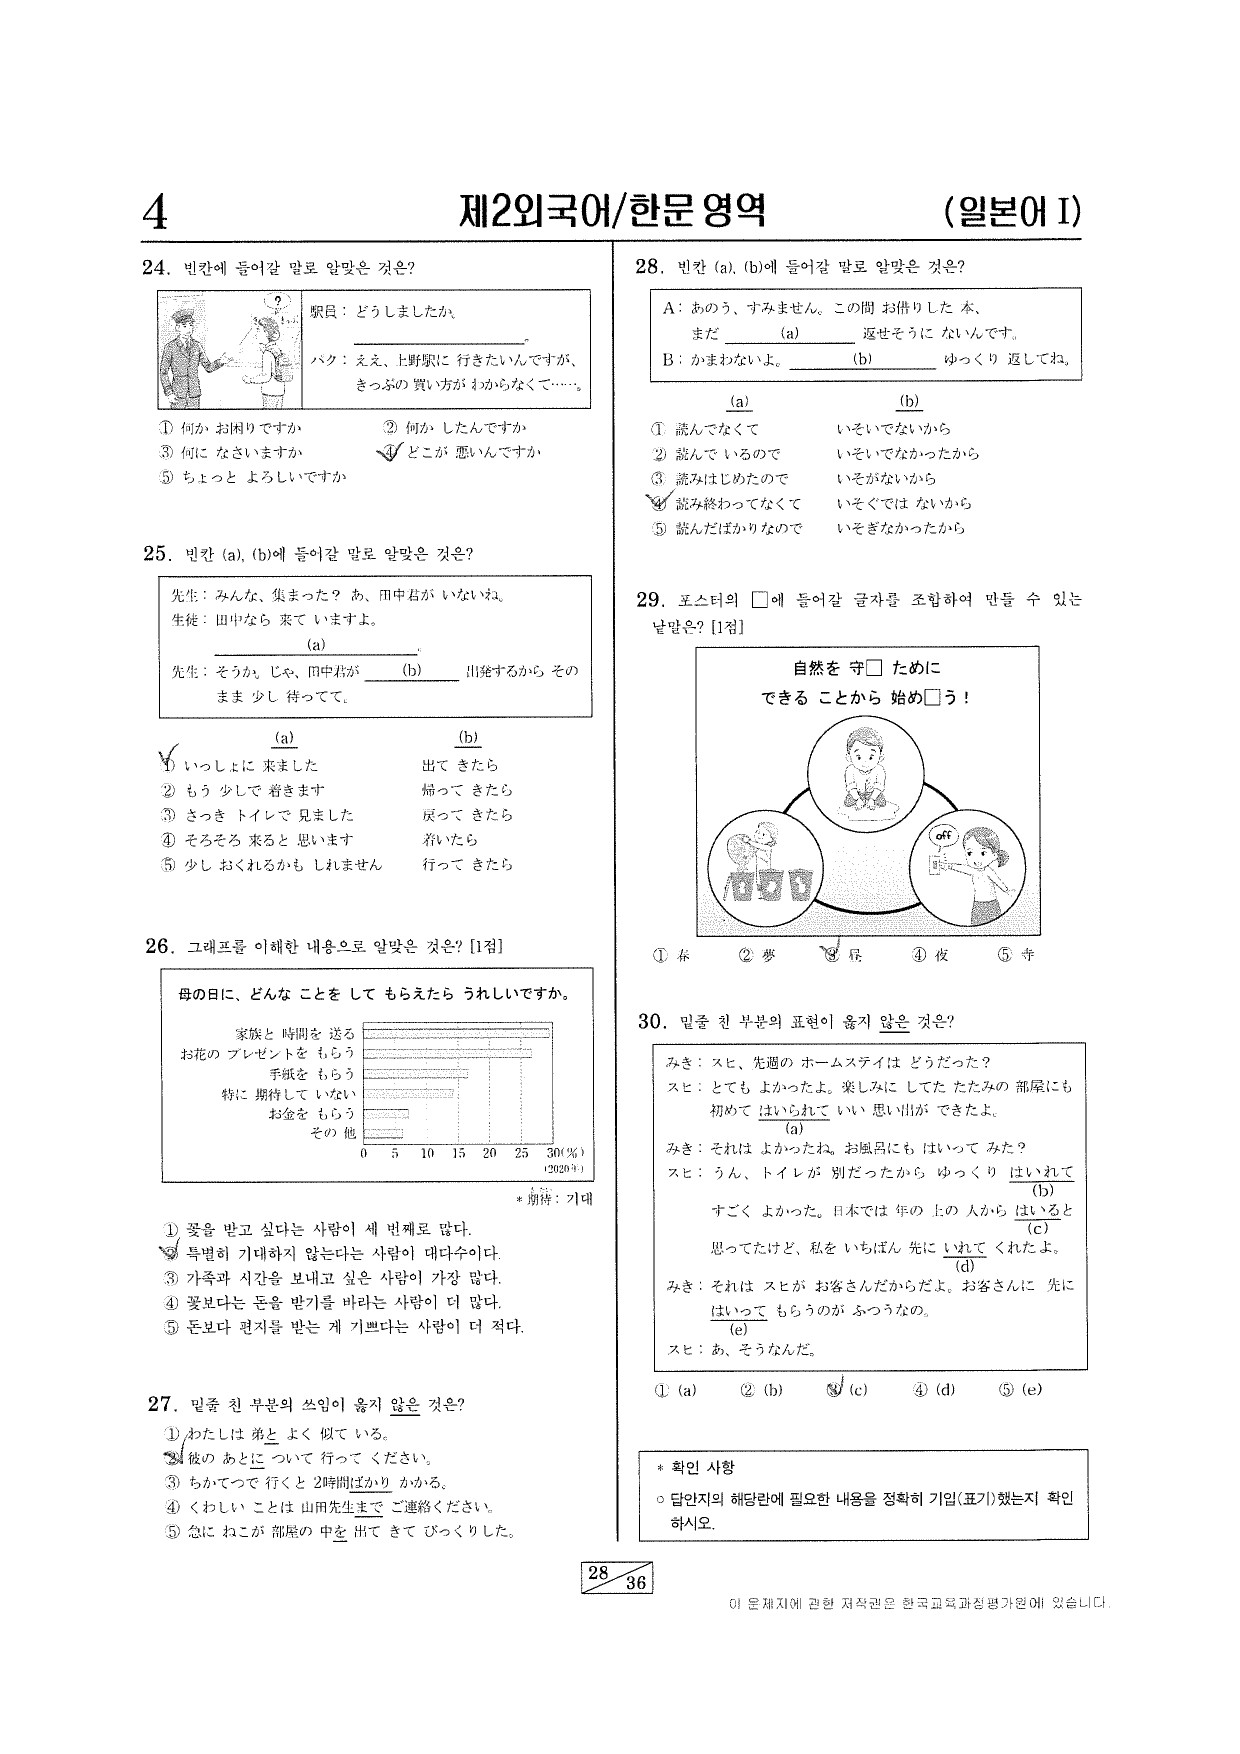 4
제2외국어/한문 영역
(일본어 I)
24. 빈칸에 들어갈 말로 알맞은 것은?
?
駅員 : どうしましたか。
パク : ええ、上野駅に 行きたいんですが、
きっぷの 買い方が わからなくて……。
① 何か お困りですか
② 何か したんですか
③ 何に なさいますか
④ どこが 悪いんですか
⑤ ちょっと よろしいですか
25. 빈칸 (a), (b)에 들어갈 말로 알맞은 것은?
先生 : みんな、集まった? あ、田中君が いないね。
生徒 : 田中なら 来て いますよ。
(a) 。
先生 : そうか。じゃ、田中君が (b) 出発するから その
まま 少し 待ってて。
(a) (b)
① いっしょに 来ました 出て きたら
② もう 少しで 着きます 帰って きたら
③ さっき トイレで 見ました 戻って きたら
④ そろそろ 来ると 思います 着いたら
⑤ 少し おくれるかも しれません 行って きたら
26. 그래프를 이해한 내용으로 알맞은 것은? [1점]
母の日に、どんな ことを して もらえたら うれしいですか。
家族と 時間を 送る
お花の プレゼントを もらう
手紙を もらう
特に 期待して いない
お金を もらう
その 他
0 5 10 15 20 25 30(%)
(2020年)
* 期待 : 기대
① 꽃을 받고 싶다는 사람이 세 번째로 많다.
② 특별히 기대하지 않는다는 사람이 대다수이다.
③ 가족과 시간을 보내고 싶은 사람이 가장 많다.
④ 꽃보다는 돈을 받기를 바라는 사람이 더 많다.
⑤ 돈보다 편지를 받는 게 기쁘다는 사람이 더 적다.
27. 밑줄 친 부분의 쓰임이 옳지 않은 것은?
① わたしは 弟と よく 似て いる。
② 彼の あとに ついて 行って ください。
③ ちかてつで 行くと 2時間ばかり かかる。
④ くわしい ことは 山田先生まで ご連絡ください。
⑤ 急に ねこが 部屋の 中を 出て きて びっくりした。
28. 빈칸 (a), (b)에 들어갈 말로 알맞은 것은?
A : あのう、すみません。この間 お借りした 本、
まだ (a) 返せそうに ないんです。
B : かまわないよ。 (b) ゆっくり 返してね。
(a) (b)
① 読んでなくて いそいでないから
② 読んで いるので いそいでなかったから
③ 読みはじめたので いそがないから
④ 読み終わってなくて いそぐでは ないから
⑤ 読んだばかりなので いそぎなかったから
29. 포스터의 □에 들어갈 글자를 조합하여 만들 수 있는
낱말은? [1점]
自然を 守□ ために
できる ことから 始め□う!
off
① 春 ② 夢 ③ 昼 ④ 夜 ⑤ 寺
30. 밑줄 친 부분의 표현이 옳지 않은 것은?
みき : スヒ、先週の ホームステイは どうだった?
スヒ : とても よかったよ。楽しみに してた たたみの 部屋にも
初めて はいられて いい 思い出が できたよ。
(a)
みき : それは よかったね。お風呂にも はいって みた?
スヒ : うん、トイレが 別だったから ゆっくり はいれて
(b)
すごく よかった。日本では 年の 上の 人から はいると
(c)
思ってたけど、私を いちばん 先に いれて くれたよ。
(d)
みき : それは スヒが お客さんだからだよ。お客さんに 先に
はいって もらうのが ふつうなの。
(e)
スヒ : あ、そうなんだ。
① (a) ② (b) ③ (c) ④ (d) ⑤ (e)
* 확인 사항
○ 답안지의 해당란에 필요한 내용을 정확히 기입(표기)했는지 확인
하시오.
28
36
이 문제지에 관한 저작권은 한국교육과정평가원에 있습니다.